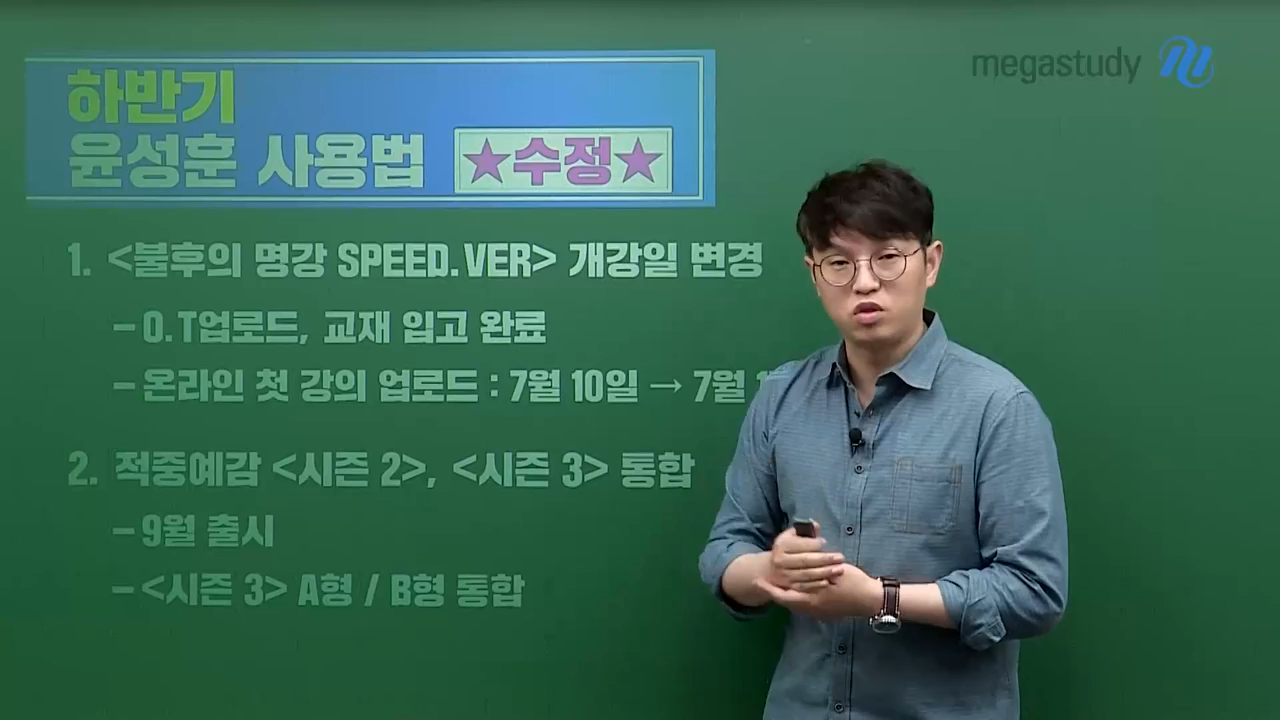 megastudy
하반기
윤성훈 사용법 ★수정★
1. <불후의 명강 SPEED.VER> 개강일 변경
- O.T업로드, 교재 입고 완료
- 온라인 첫 강의 업로드 : 7월 10일 → 7월
2. 적중예감 <시즌 2>, <시즌 3> 통합
- 9월 출시
- <시즌 3> A형 / B형 통합